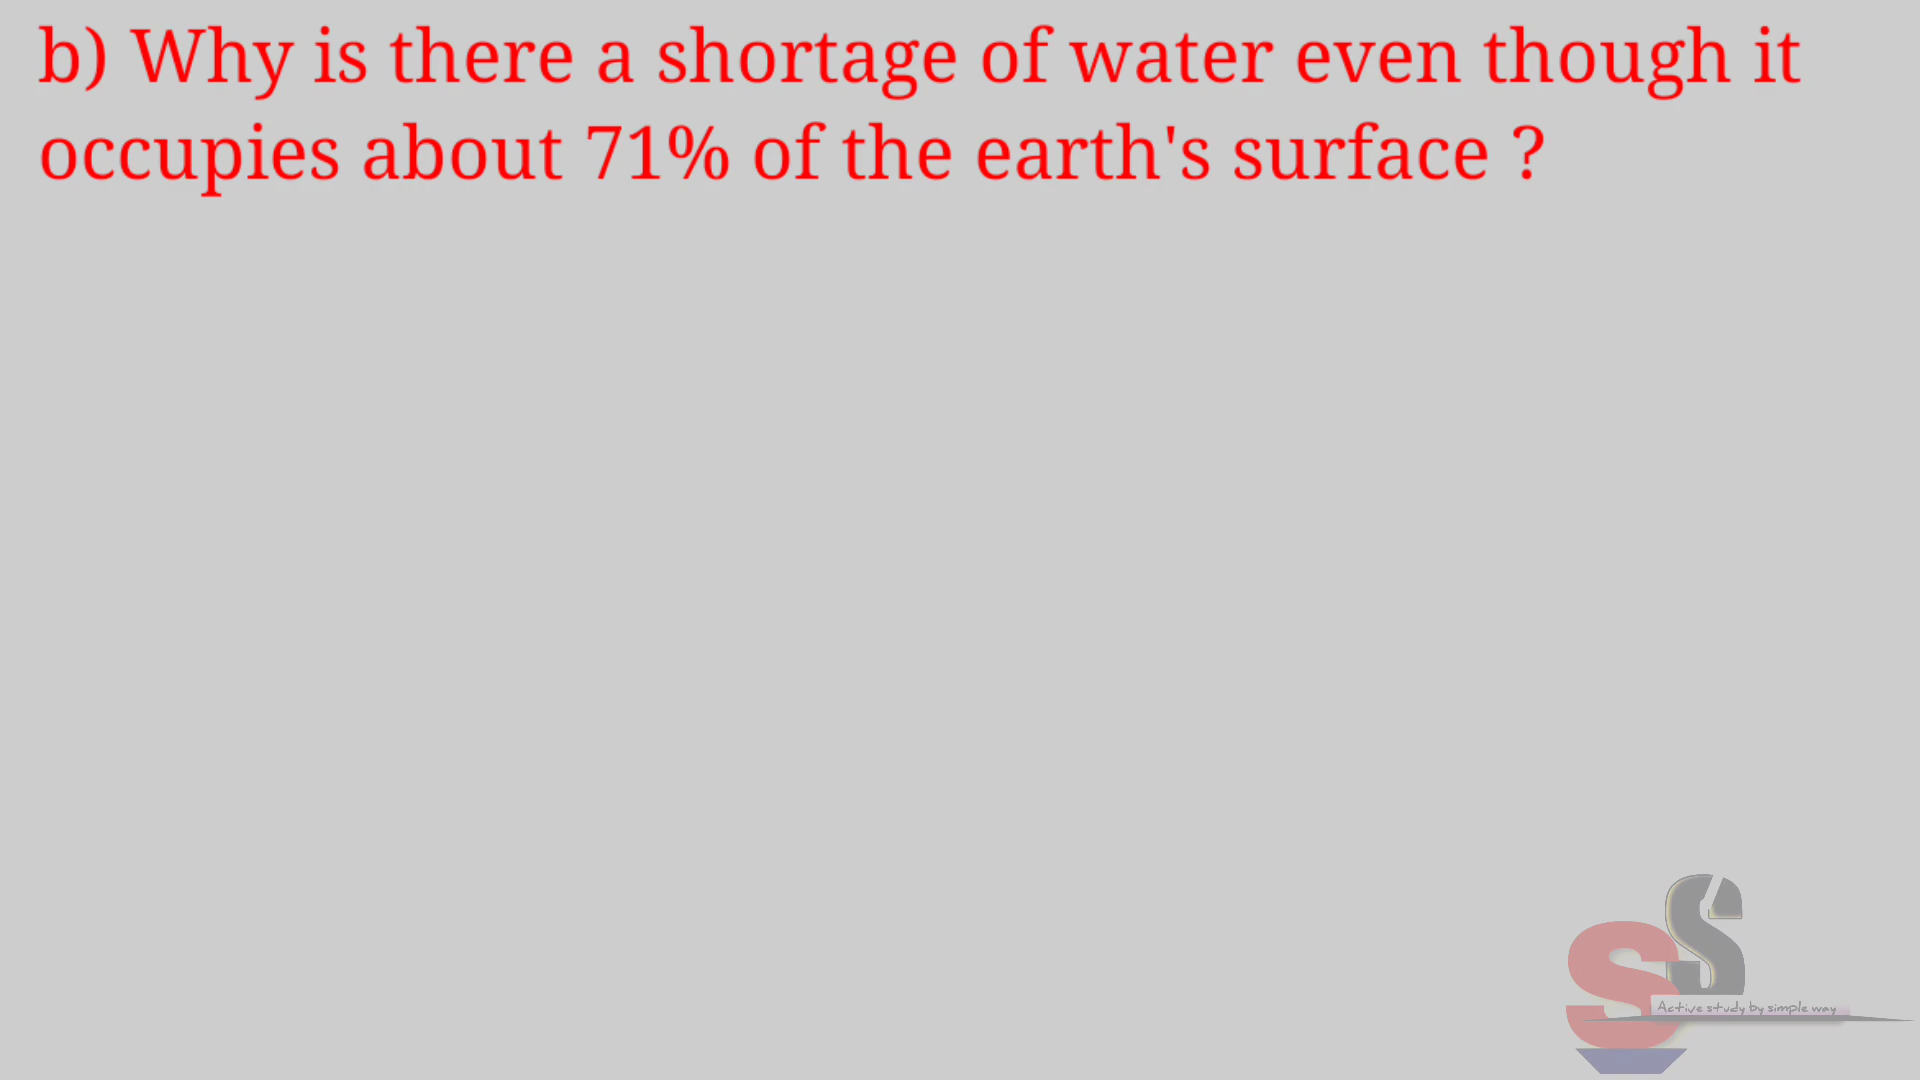 b) Why is there a shortage of water even though it
occupies about 71% of the earth's surface ?
SS
Active study by simple way